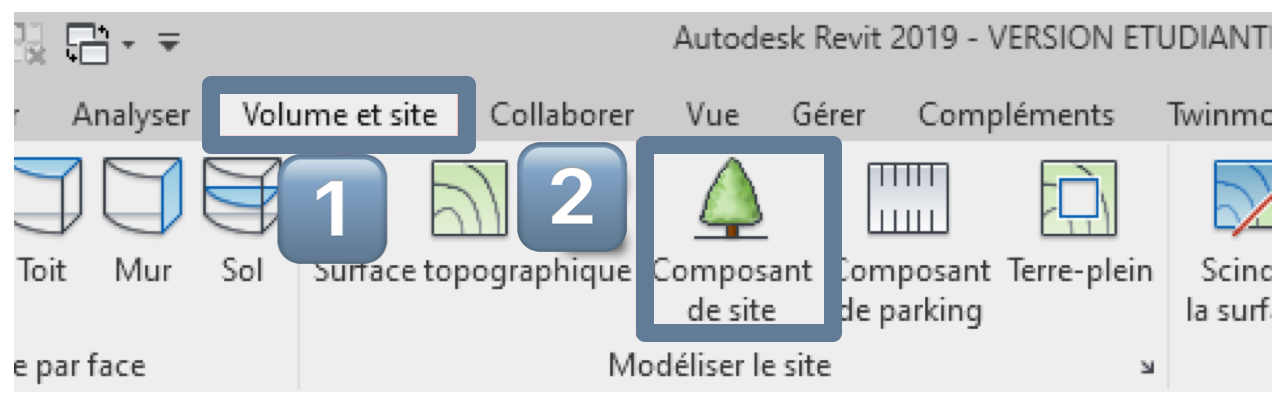 Autodesk Revit 2019 - VERSION ETUDIANT
Analyser Volume et site Collaborer Vue Gérer Compléments Twinmo
1 2
Toit Mur Sol Surface topographique Composant de site Composant de parking Terre-plein Scind la surf
e par face Modéliser le site